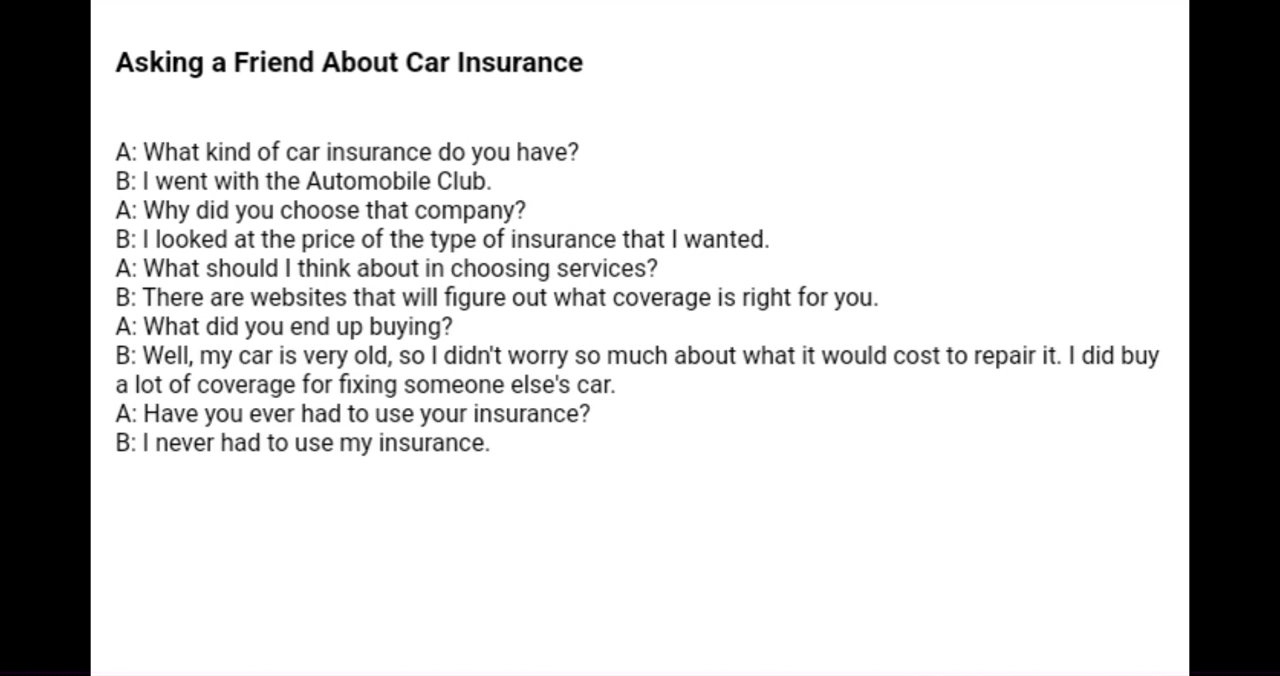 Asking a Friend About Car Insurance
A: What kind of car insurance do you have?
B: I went with the Automobile Club.
A: Why did you choose that company?
B: I looked at the price of the type of insurance that I wanted.
A: What should I think about in choosing services?
B: There are websites that will figure out what coverage is right for you.
A: What did you end up buying?
B: Well, my car is very old, so I didn't worry so much about what it would cost to repair it. I did buy
a lot of coverage for fixing someone else's car.
A: Have you ever had to use your insurance?
B: I never had to use my insurance.